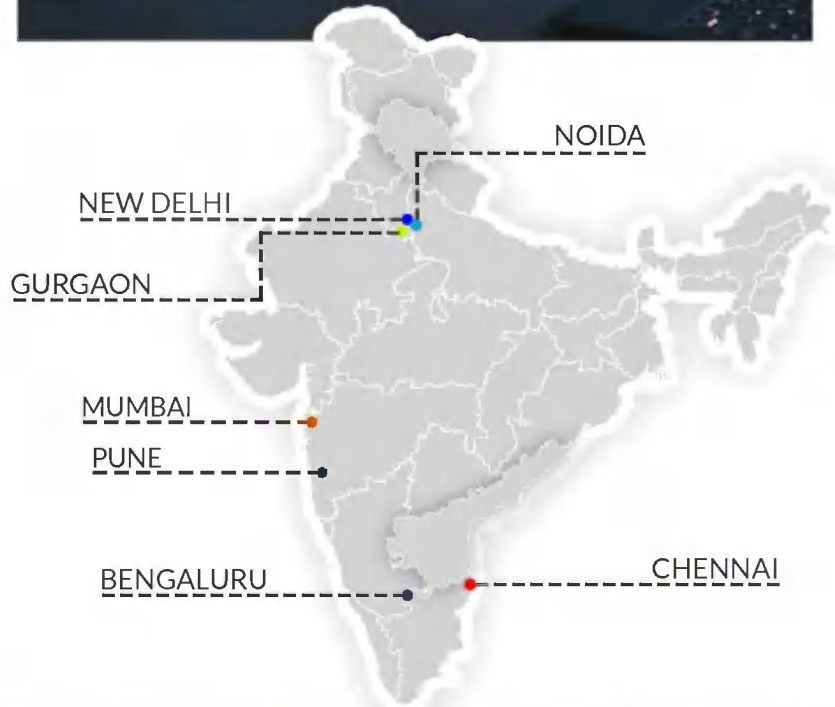 NOIDA
NEW DELHI
GURGAON
MUMBAI
PUNE
BENGALURU
CHENNAI